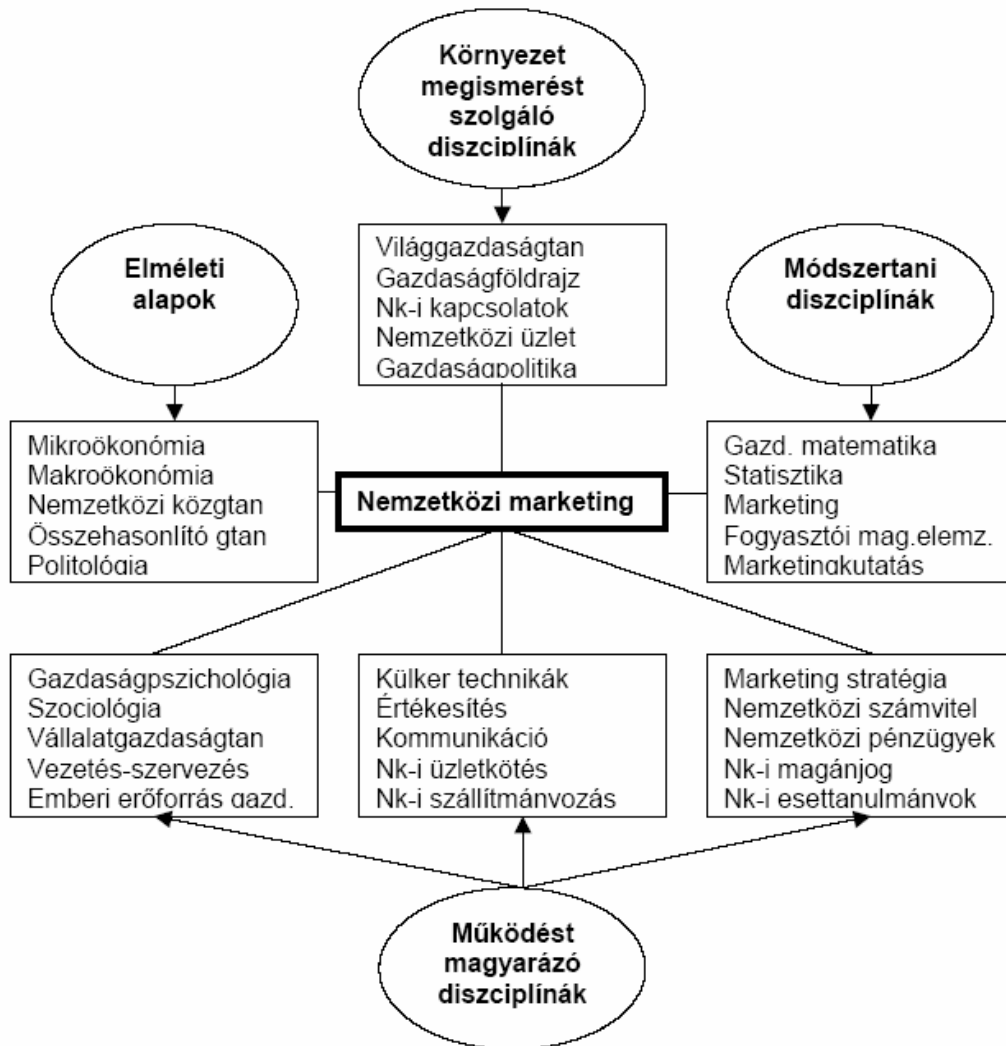 Környezet
megismerést
szolgáló
diszciplínák
Elméleti
alapok
Világgazdaságtan
Gazdaságföldrajz
Nk-i kapcsolatok
Nemzetközi üzlet
Gazdaságpolitika
Módszertani
diszciplínák
Mikroökonómia
Makroökonómia
Nemzetközi közgtan
Összehasonlító gtan
Politológia
Nemzetközi marketing
Gazd. matematika
Statisztika
Marketing
Fogyasztói mag.elemz.
Marketingkutatás
Gazdaságpszichológia
Szociológia
Vállalatgazdaságtan
Vezetés-szervezés
Emberi erőforrás gazd.
Külker technikák
Értékesítés
Kommunikáció
Nk-i üzletkötés
Nk-i szállítmányozás
Marketing stratégia
Nemzetközi számvitel
Nemzetközi pénzügyek
Nk-i magánjog
Nk-i esettanulmányok
Működést
magyarázó
diszciplínák